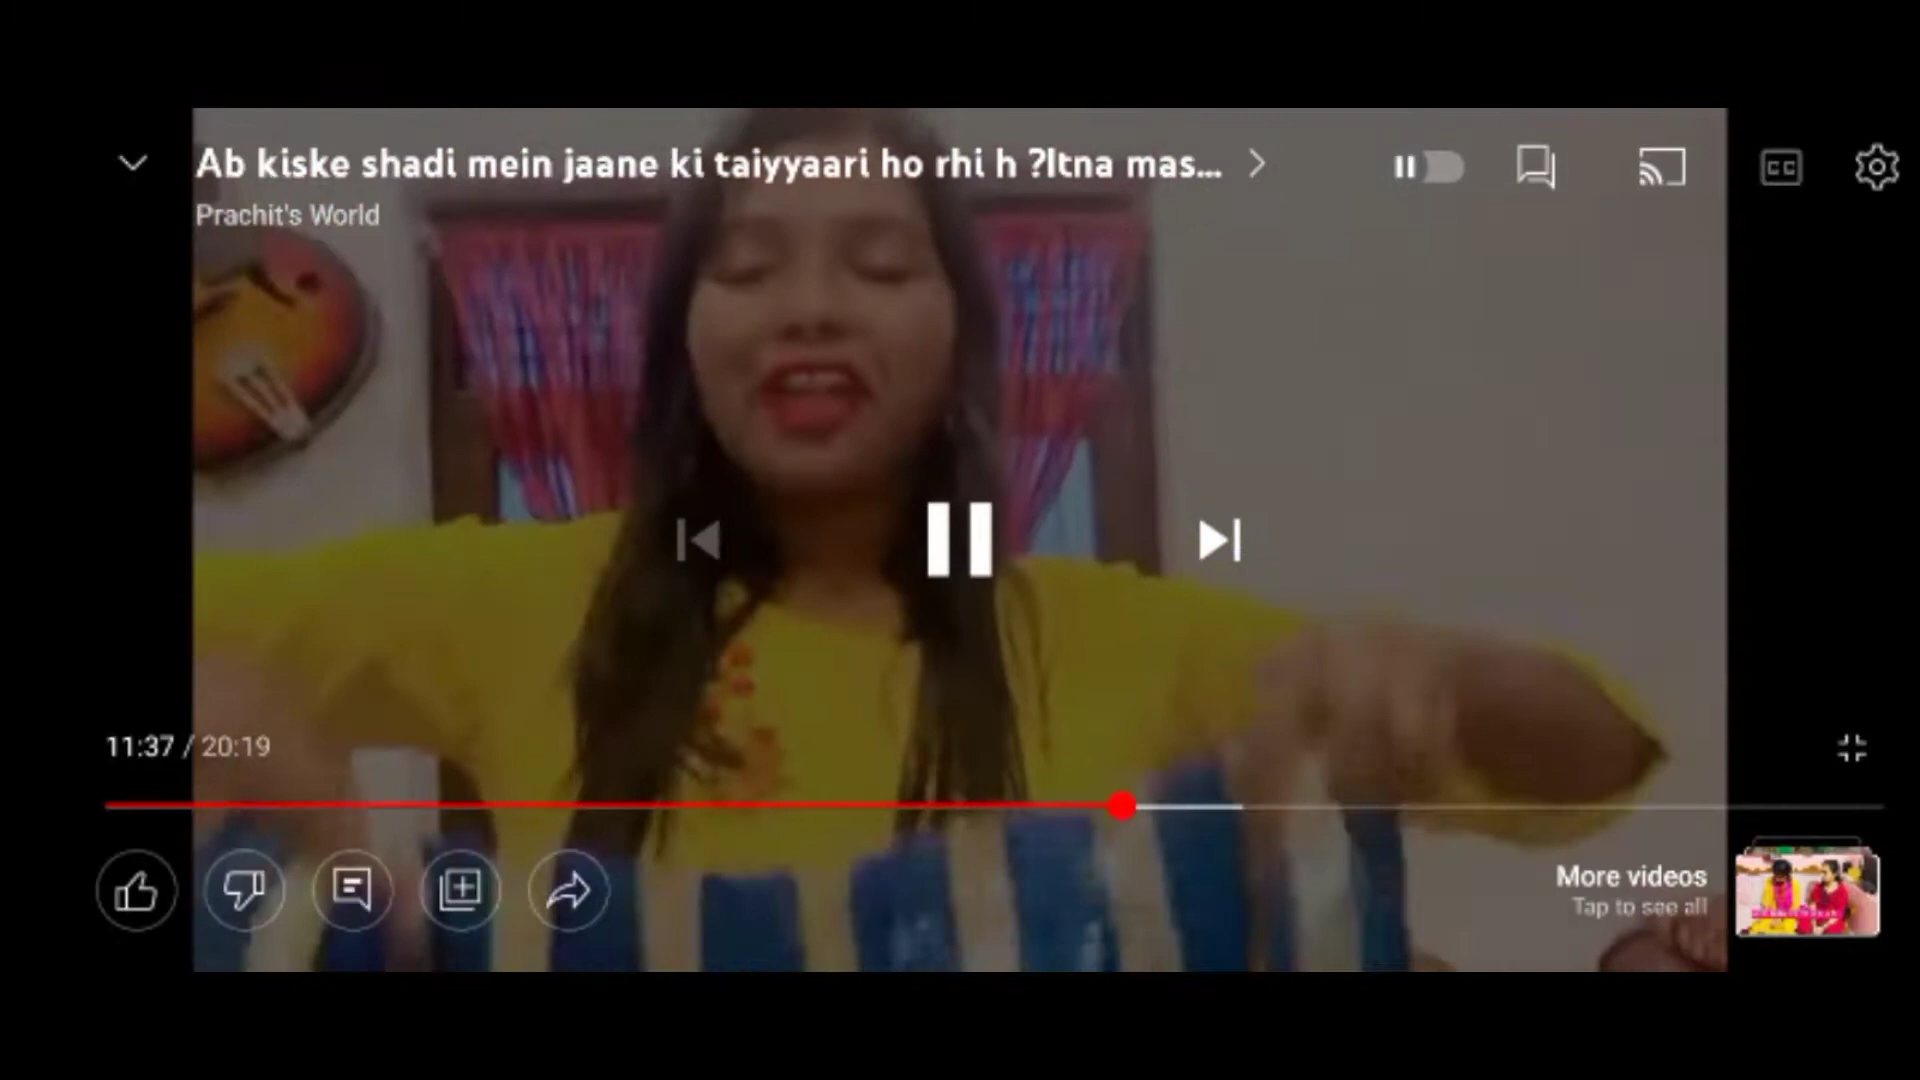 Ab kiske shadi mein jaane ki taiyyaari ho rhi h ?Itna mas...
Prachit's World
CC
11:37 / 20:19
More videos
Tap to see all